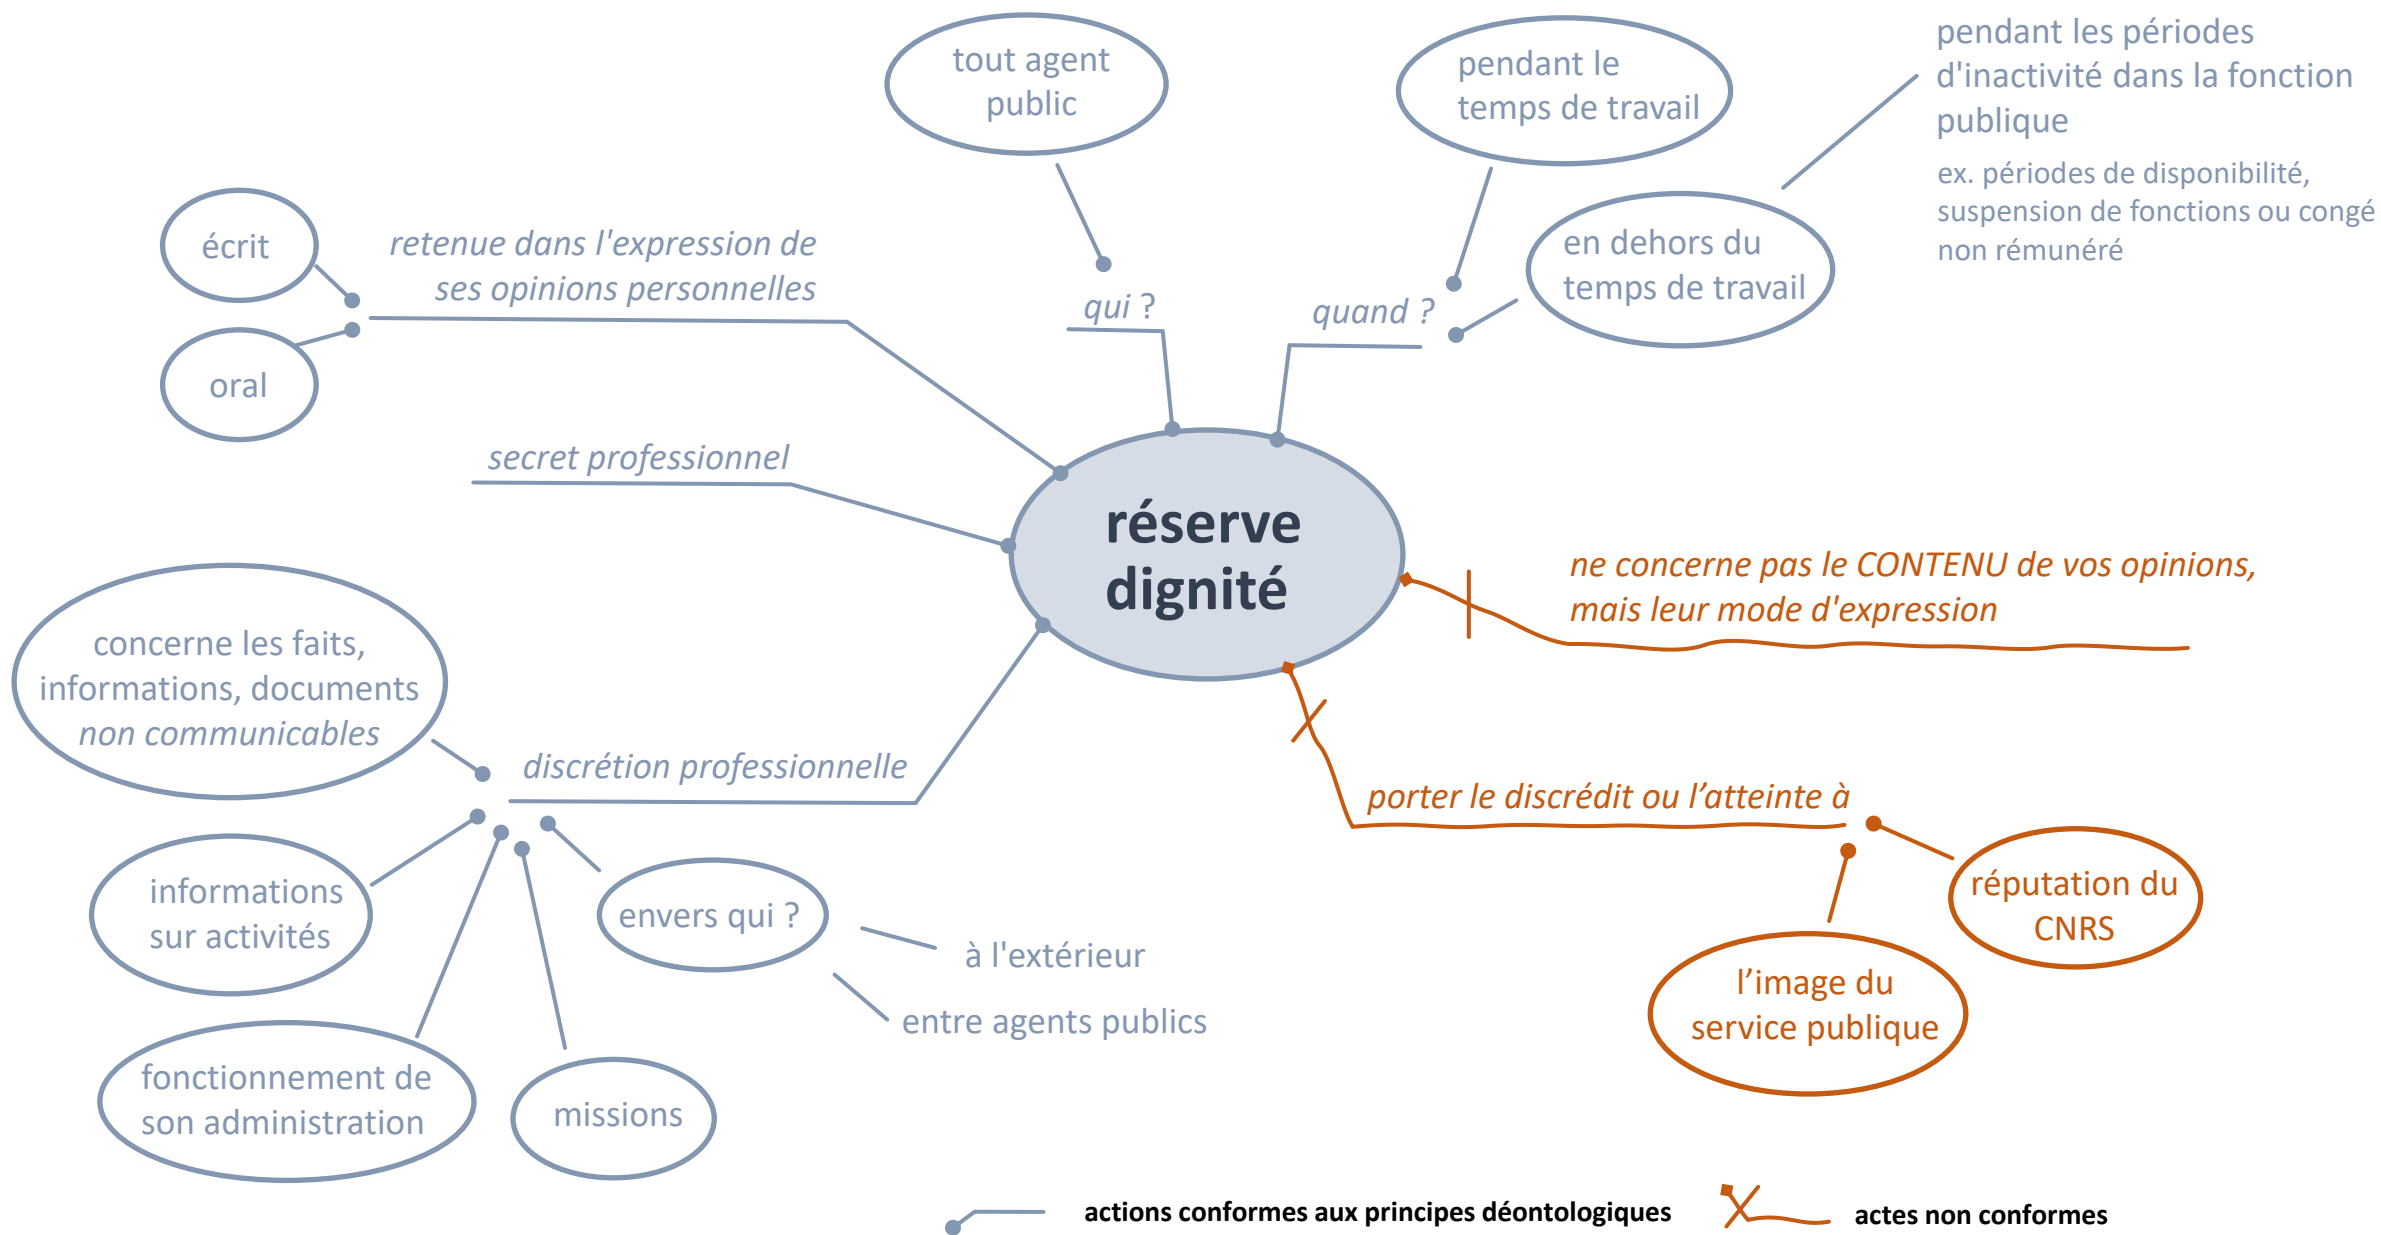 tout agent
public
pendant le
temps de travail
pendant les périodes
d'inactivité dans la fonction
publique
ex. périodes de disponibilité,
suspension de fonctions ou congé
non rémunéré
en dehors du
temps de travail
qui ?
quand ?
écrit
oral
retenue dans l'expression de
ses opinions personnelles
secret professionnel
réserve
dignité
ne concerne pas le CONTENU de vos opinions,
mais leur mode d'expression
concerne les faits,
informations, documents
non communicables
discrétion professionnelle
porter le discrédit ou l’atteinte à
réputation du
CNRS
l’image du
service publique
informations
sur activités
envers qui ?
à l'extérieur
entre agents publics
fonctionnement de
son administration
missions
actions conformes aux principes déontologiques
actes non conformes